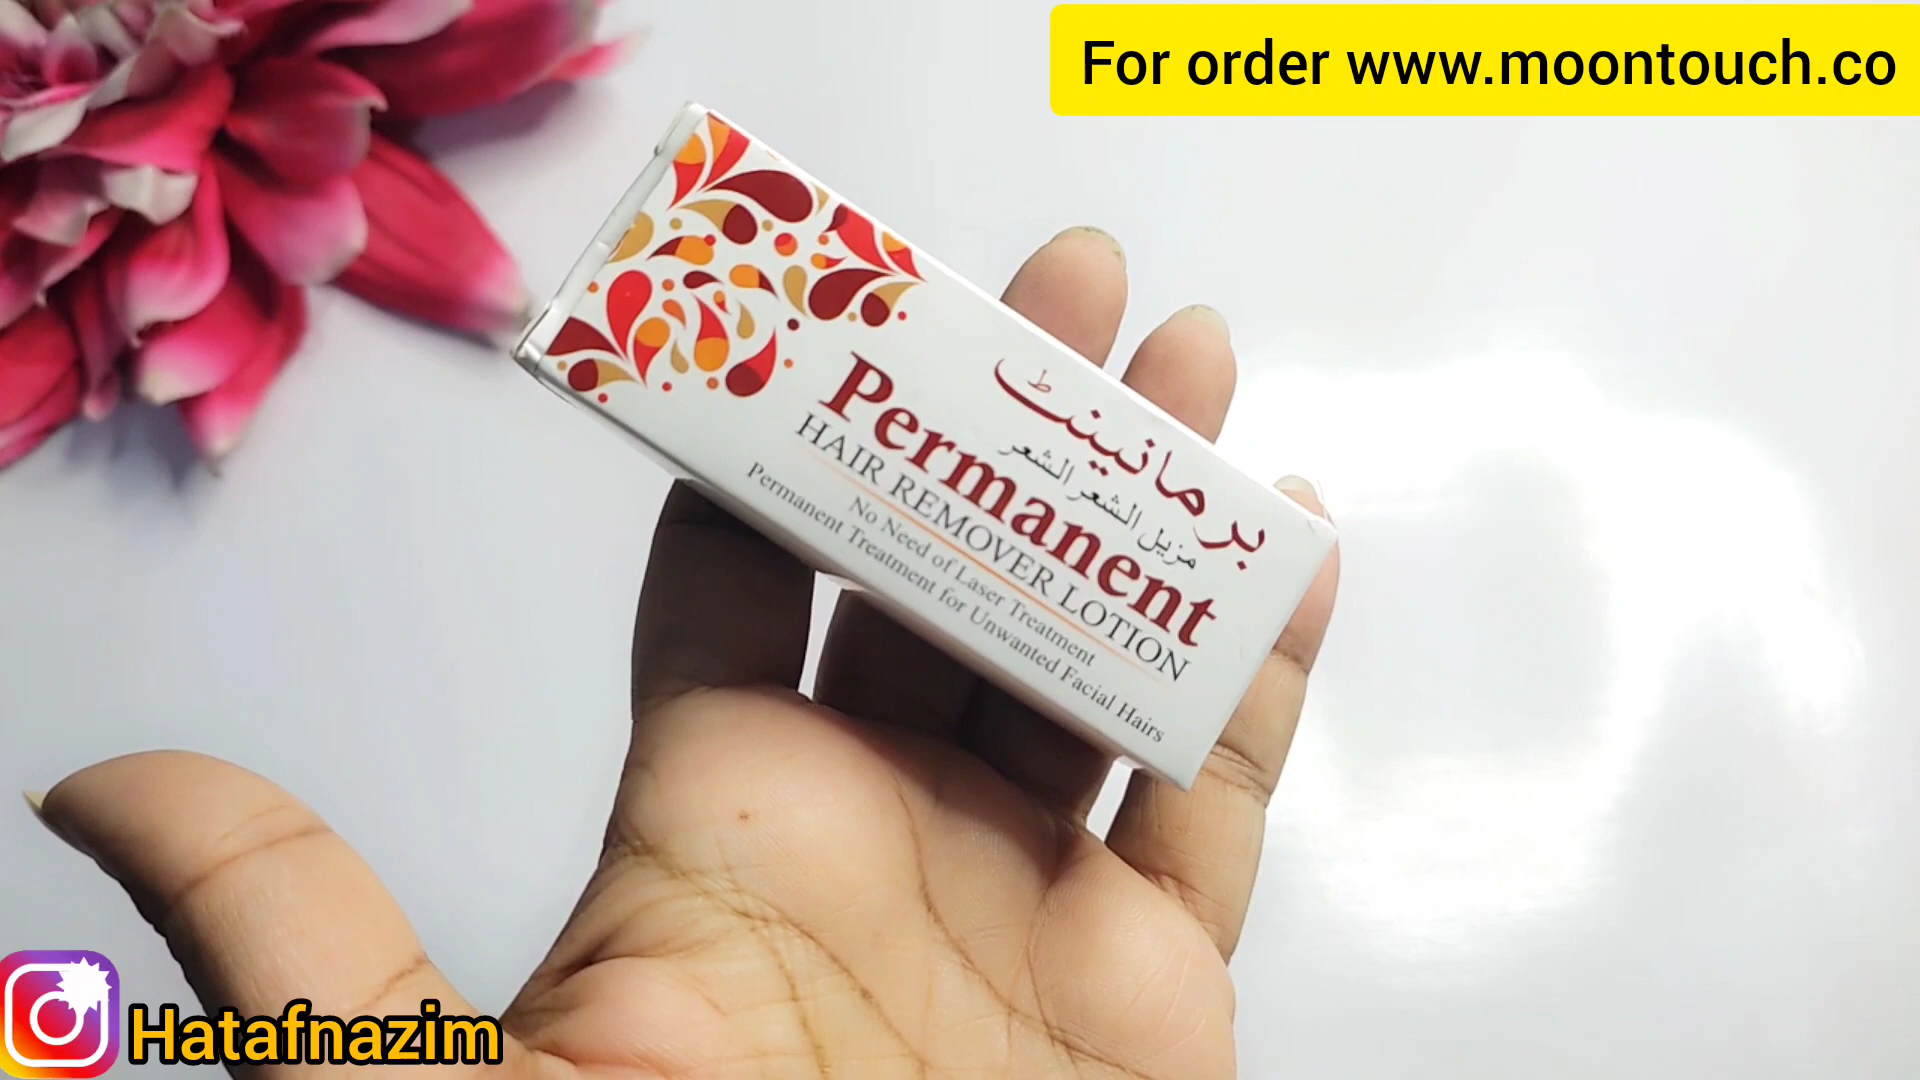 For order www.moontouch.co
برمانینٹ
مزيل الشعر الشعر
Permanent
HAIR REMOVER LOTION
No Need of Laser Treatment
Permanent Treatment for Unwanted Facial Hairs
Hatafnazim